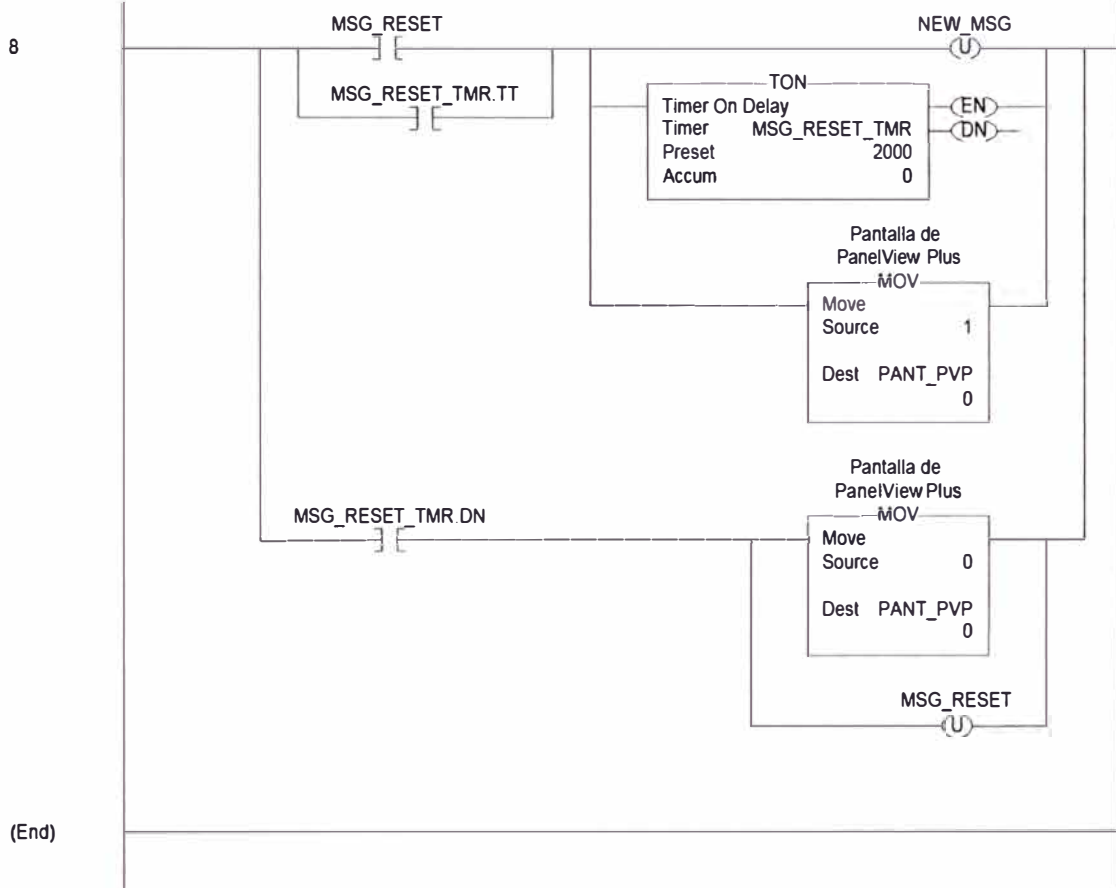 8
MSG_RESET
NEW_MSG
(U)
MSG_RESET_TMR.TT
TON
Timer On Delay
Timer MSG_RESET_TMR
Preset 2000
Accum 0
(EN)
(DN)
Pantalla de
PanelView Plus
MOV
Move
Source 1
Dest PANT_PVP
0
Pantalla de
PanelView Plus
MSG_RESET_TMR.DN
MOV
Move
Source 0
Dest PANT_PVP
0
MSG_RESET
(U)
(End)